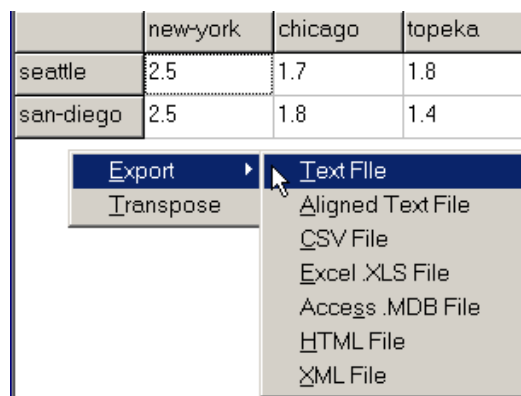 new-york chicago topeka
seattle 2.5 1.7 1.8
san-diego 2.5 1.8 1.4
Export Text FIle
Transpose Aligned Text File
CSV File
Excel .XLS File
Access .MDB File
HTML File
XML File